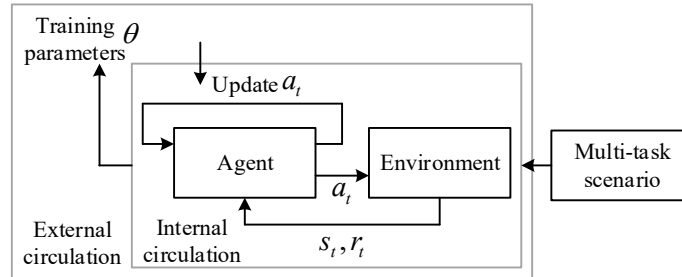 Training θ
parameters
Update a_t
Agent
Environment
Multi-task
scenario
a_t
External
circulation
Internal
circulation
s_t, r_t